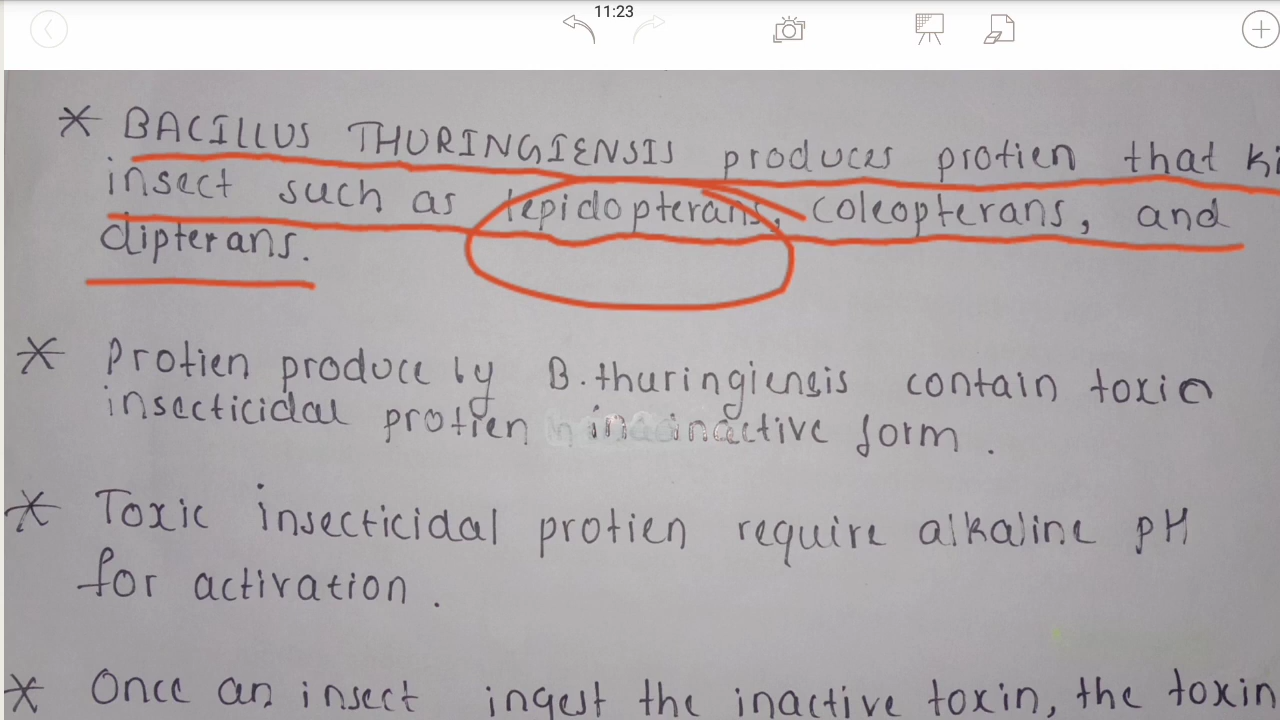 11:23
* BACILLUS THURINGIENSIS produces protien that ki
insect such as lepidopterans, coleopterans, and
dipterans.
* Protien produce by B.thuringiensis contain toxic
insecticidal protien in inactive form.
* Toxic insecticidal protien require alkaline pH
for activation.
* Once an insect ingest the inactive toxin, the toxin